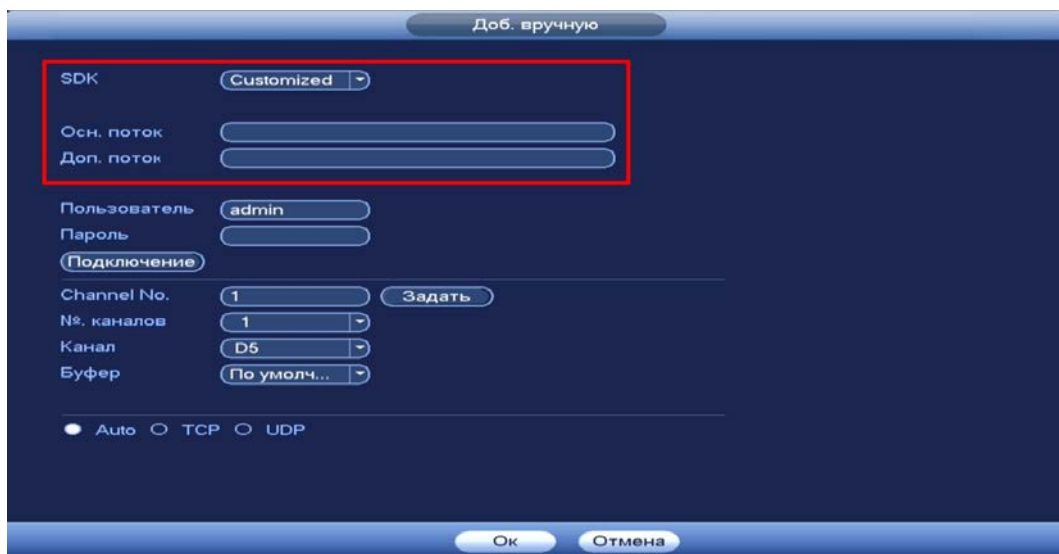 Доб. вручную
SDK Customized
Осн. поток
Доп. поток
Пользователь admin
Пароль
Подключение
Channel No. 1 Задать
№. каналов 1
Канал D5
Буфер По умолч...
Auto TCP UDP
Ок Отмена